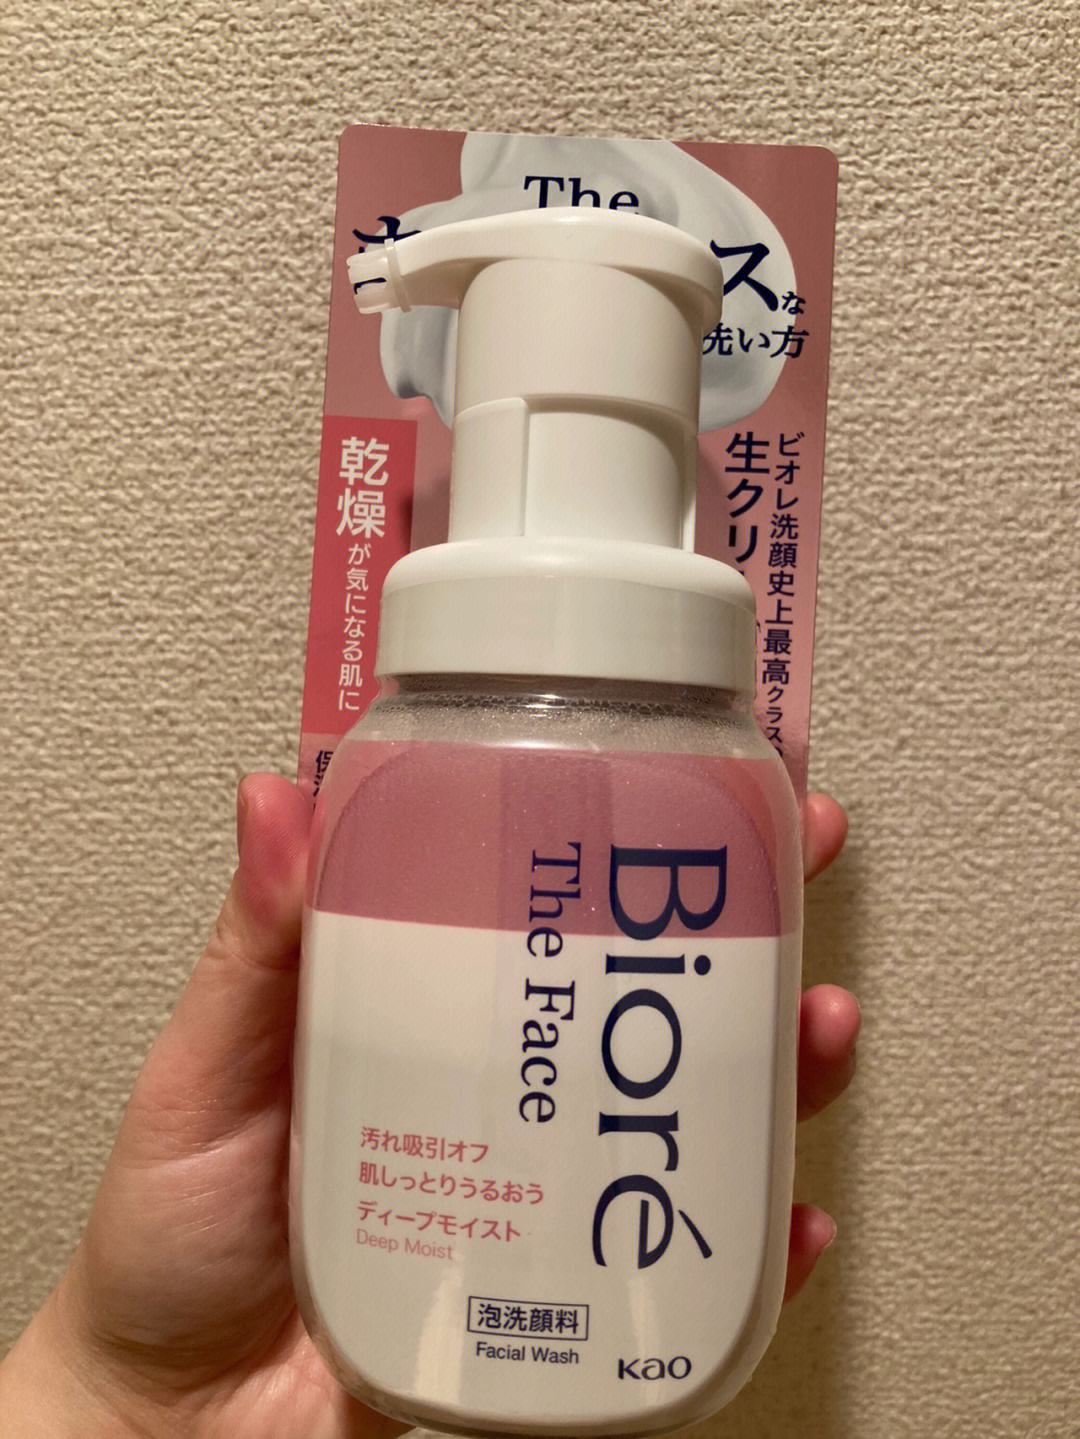 The
スな
洗い方
ビオレ洗顔史上最高クラスの
生クリ
乾燥が気になる肌に
Bioré
The Face
汚れ吸引オフ
肌しっとりうるおう
ディープモイスト
Deep Moist
泡洗顔料
Facial Wash
Kao